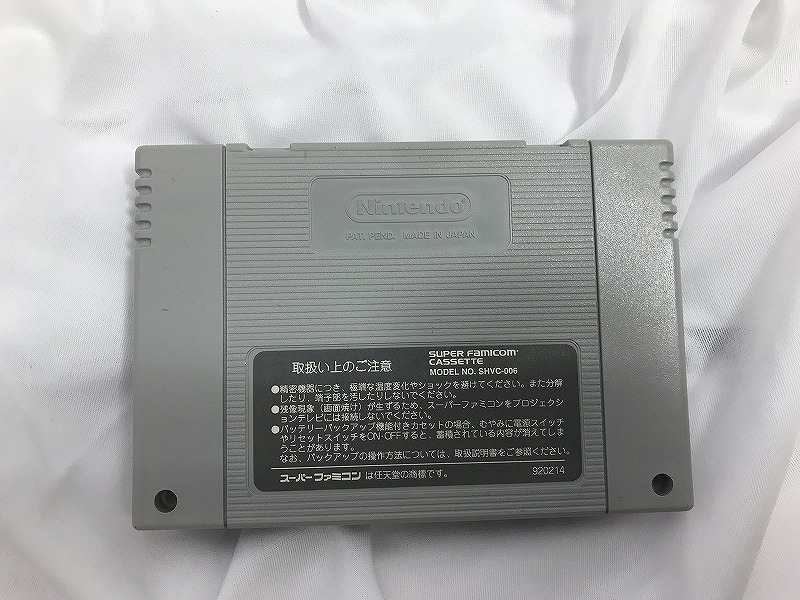 Nintendo
PAT. PEND. MADE IN JAPAN
取扱い上のご注意
SUPER FAMICOM
CASSETTE
MODEL NO. SHVC-006
●精密機器につき、極端な温度変化やショックを避けてください。また分解
したり、端子部を汚したりしないでください。
●残像現象（画面焼け）が生ずるため、スーパーファミコンをプロジェクシ
ョンテレビには接続しないでください。
●バッテリーバックアップ機能付きカセットの場合、むやみに電源スイッチ
やリセットスイッチをON・OFFすると、蓄積されている内容が消えてしま
うことがあります。
なお、バックアップの操作方法については、取扱説明書をご参照ください。
スーパーファミコン は任天堂の商標です。 920214